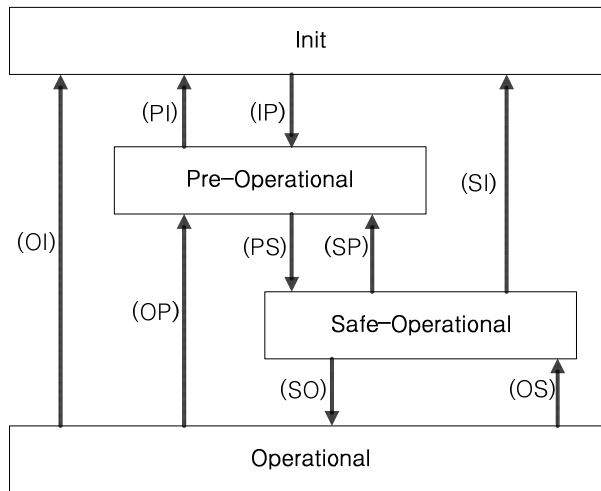 Init
(PI)
(IP)
Pre-Operational
(SI)
(OI)
(PS)
(SP)
(OP)
Safe-Operational
(SO)
(OS)
Operational